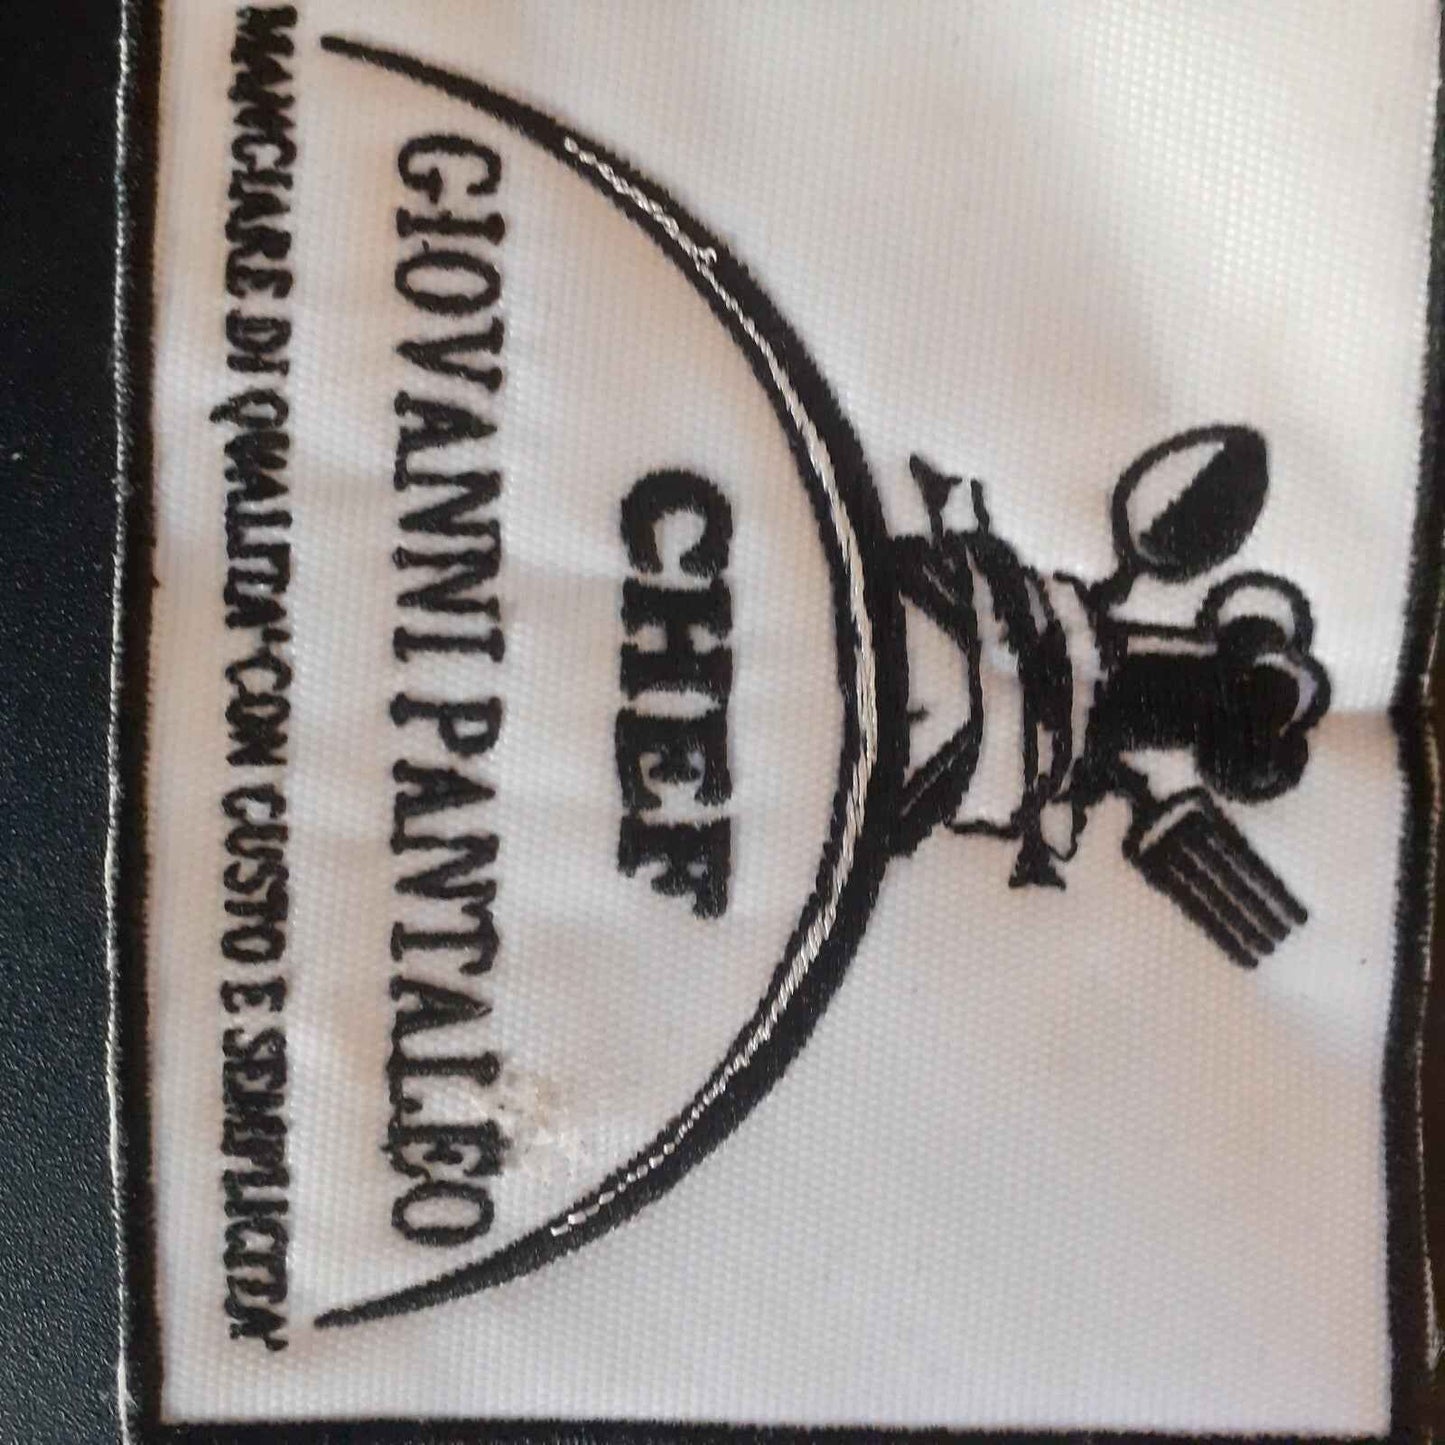 CHEF
GIOVANNI PANTALEO
MANGIARE DI QUALITA' CON GUSTO E SEMPLICITA'